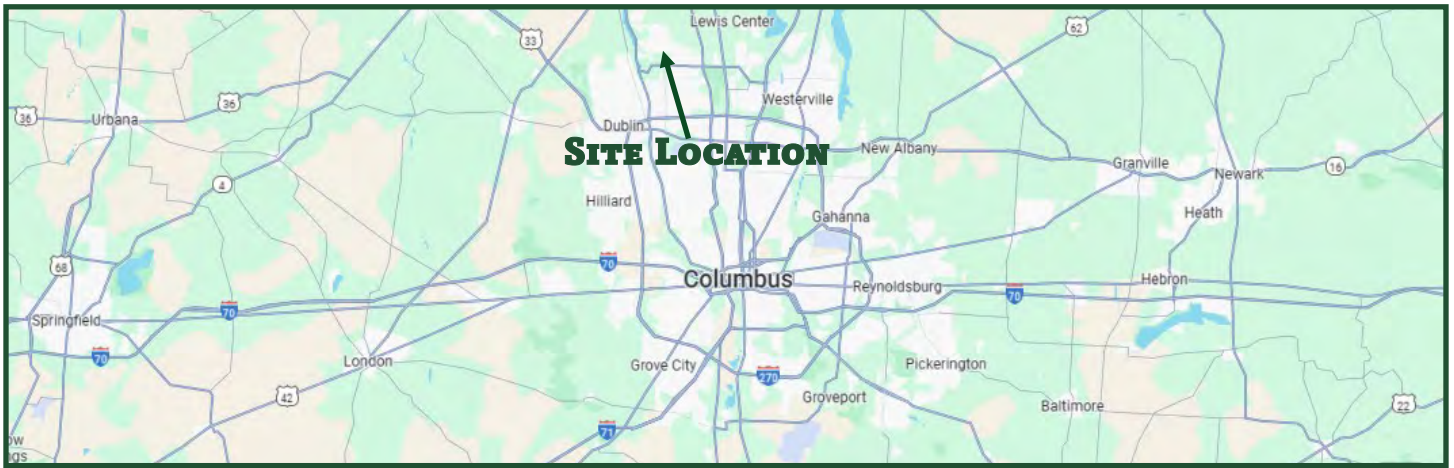 Lewis Center
33
62
36
36
Urbana
Westerville
Dublin
SITE LOCATION
New Albany
Granville
16
Newark
4
Hilliard
Heath
Gahanna
68
70
Columbus
Hebron
Reynoldsburg
70
70
Springfield
70
London
Grove City
Pickerington
270
42
Groveport
Baltimore
22
71
ow
ngs